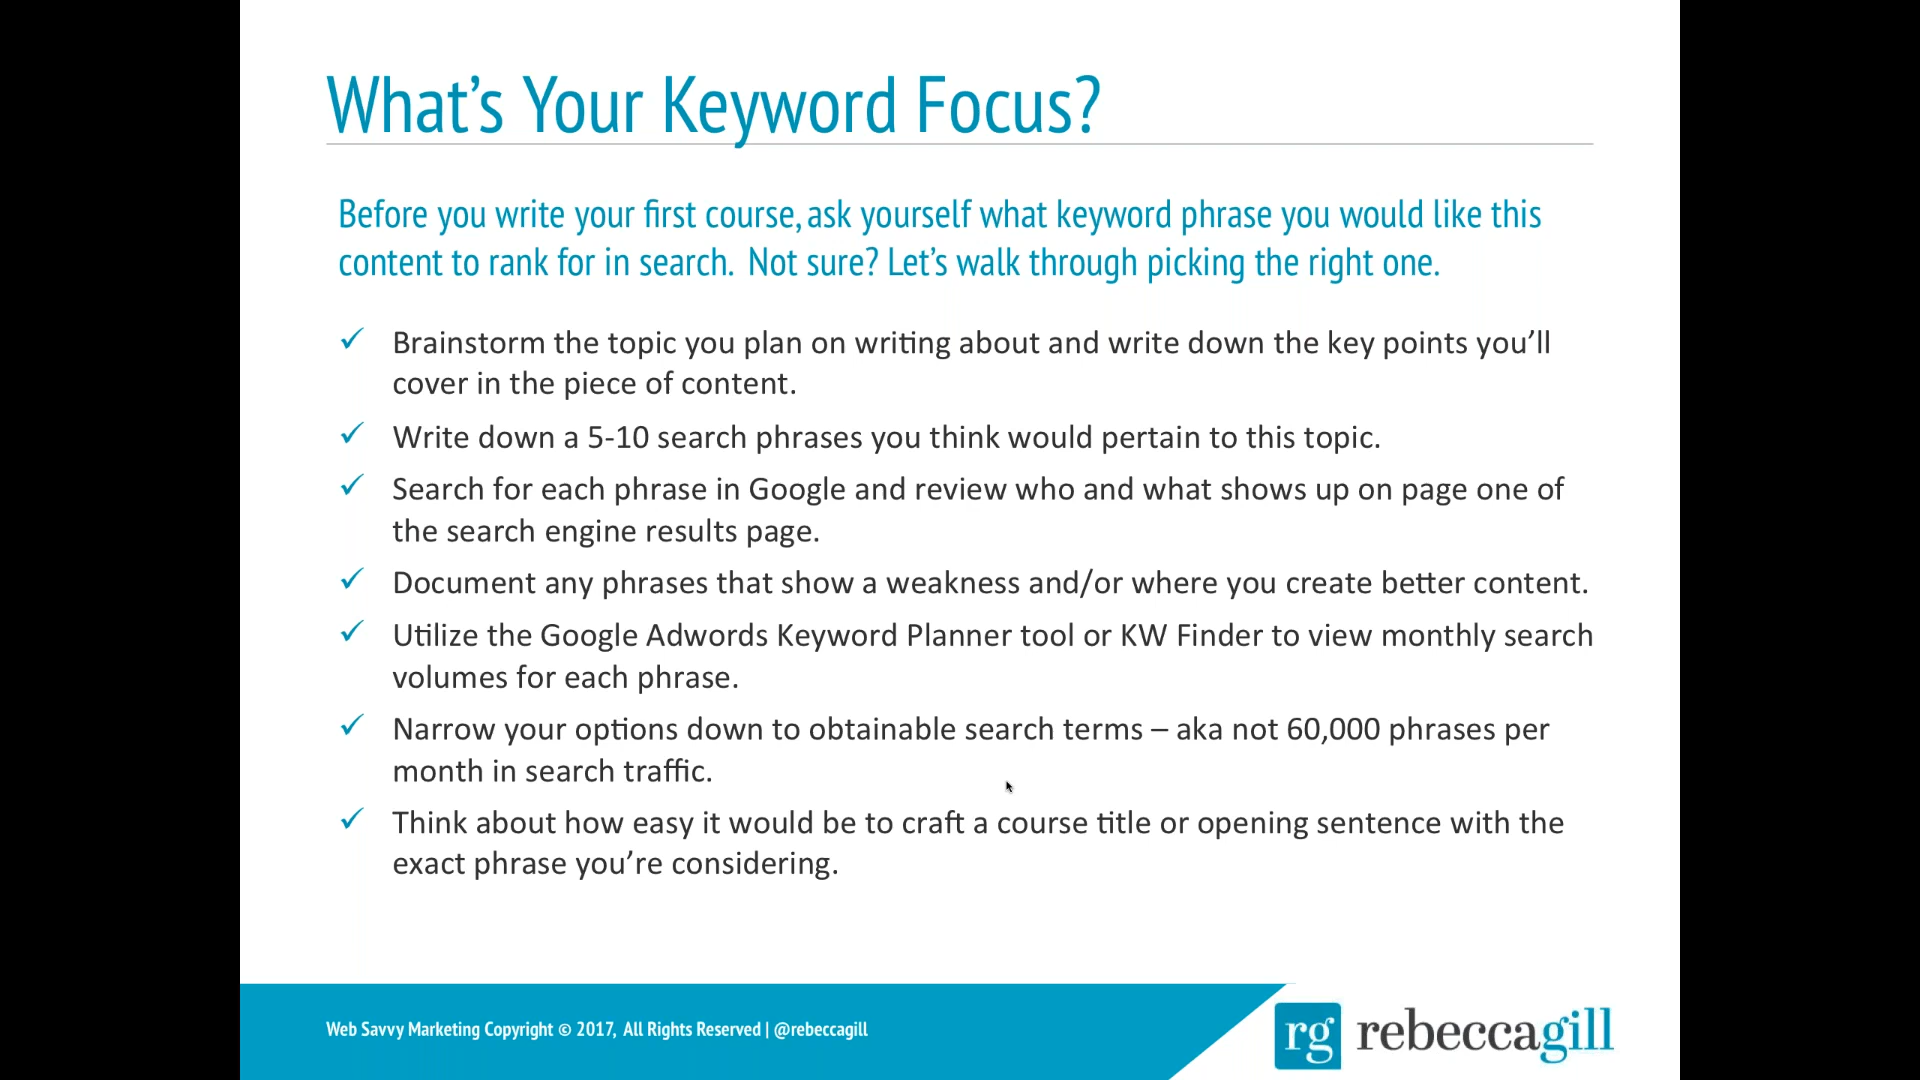 What’s Your Keyword Focus?
Before you write your first course, ask yourself what keyword phrase you would like this
content to rank for in search. Not sure? Let’s walk through picking the right one.
✓ Brainstorm the topic you plan on writing about and write down the key points you’ll
cover in the piece of content.
✓ Write down a 5-10 search phrases you think would pertain to this topic.
✓ Search for each phrase in Google and review who and what shows up on page one of
the search engine results page.
✓ Document any phrases that show a weakness and/or where you create better content.
✓ Utilize the Google Adwords Keyword Planner tool or KW Finder to view monthly search
volumes for each phrase.
✓ Narrow your options down to obtainable search terms – aka not 60,000 phrases per
month in search traffic.
✓ Think about how easy it would be to craft a course title or opening sentence with the
exact phrase you’re considering.
Web Savvy Marketing Copyright © 2017, All Rights Reserved | @rebeccagill
rg rebeccagill